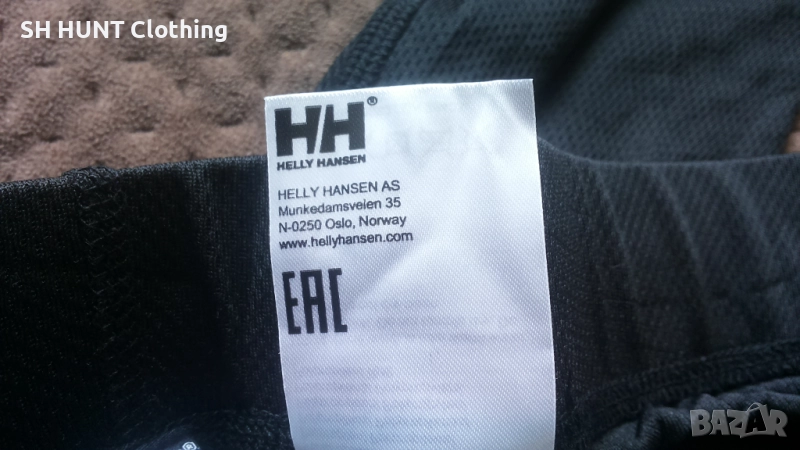 SH HUNT Clothing
HH®
HELLY HANSEN
HELLY HANSEN AS
Munkedamsveien 35
N-0250 Oslo, Norway
www.hellyhansen.com
EAC
BAZAR